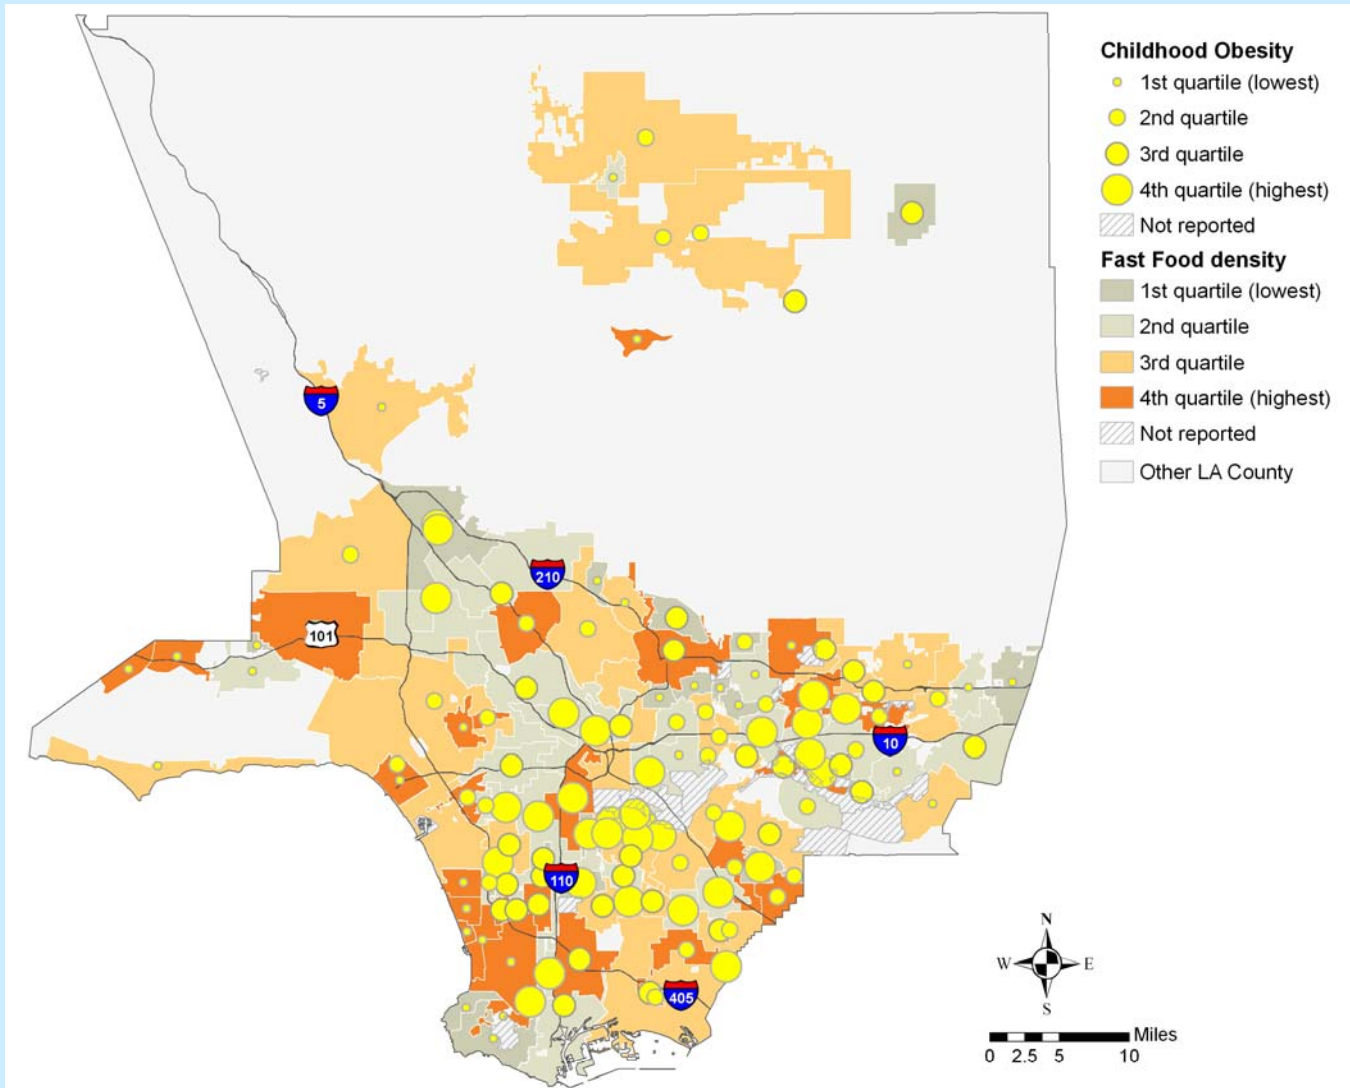 Childhood Obesity
1st quartile (lowest)
2nd quartile
3rd quartile
4th quartile (highest)
Not reported
Fast Food density
1st quartile (lowest)
2nd quartile
3rd quartile
4th quartile (highest)
Not reported
Other LA County
5
210
101
10
110
405
N
W E
S
Miles
0 2.5 5 10